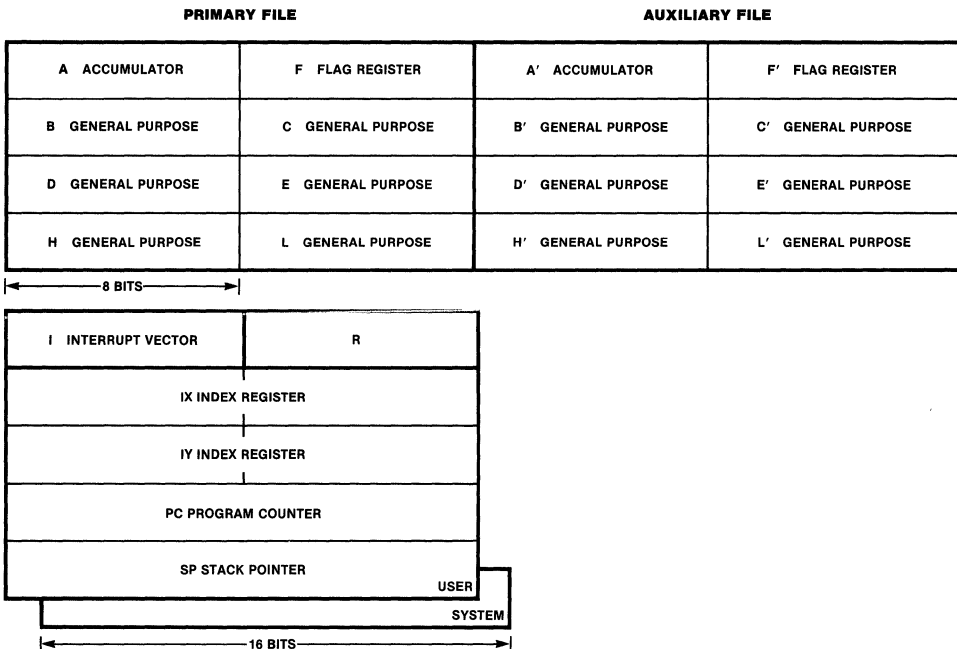 PRIMARY FILE
AUXILIARY FILE
A ACCUMULATOR
F FLAG REGISTER
A' ACCUMULATOR
F' FLAG REGISTER
B GENERAL PURPOSE
C GENERAL PURPOSE
B' GENERAL PURPOSE
C' GENERAL PURPOSE
D GENERAL PURPOSE
E GENERAL PURPOSE
D' GENERAL PURPOSE
E' GENERAL PURPOSE
H GENERAL PURPOSE
L GENERAL PURPOSE
H' GENERAL PURPOSE
L' GENERAL PURPOSE
8 BITS
I INTERRUPT VECTOR
R
IX INDEX REGISTER
IY INDEX REGISTER
PC PROGRAM COUNTER
SP STACK POINTER
USER
SYSTEM
16 BITS